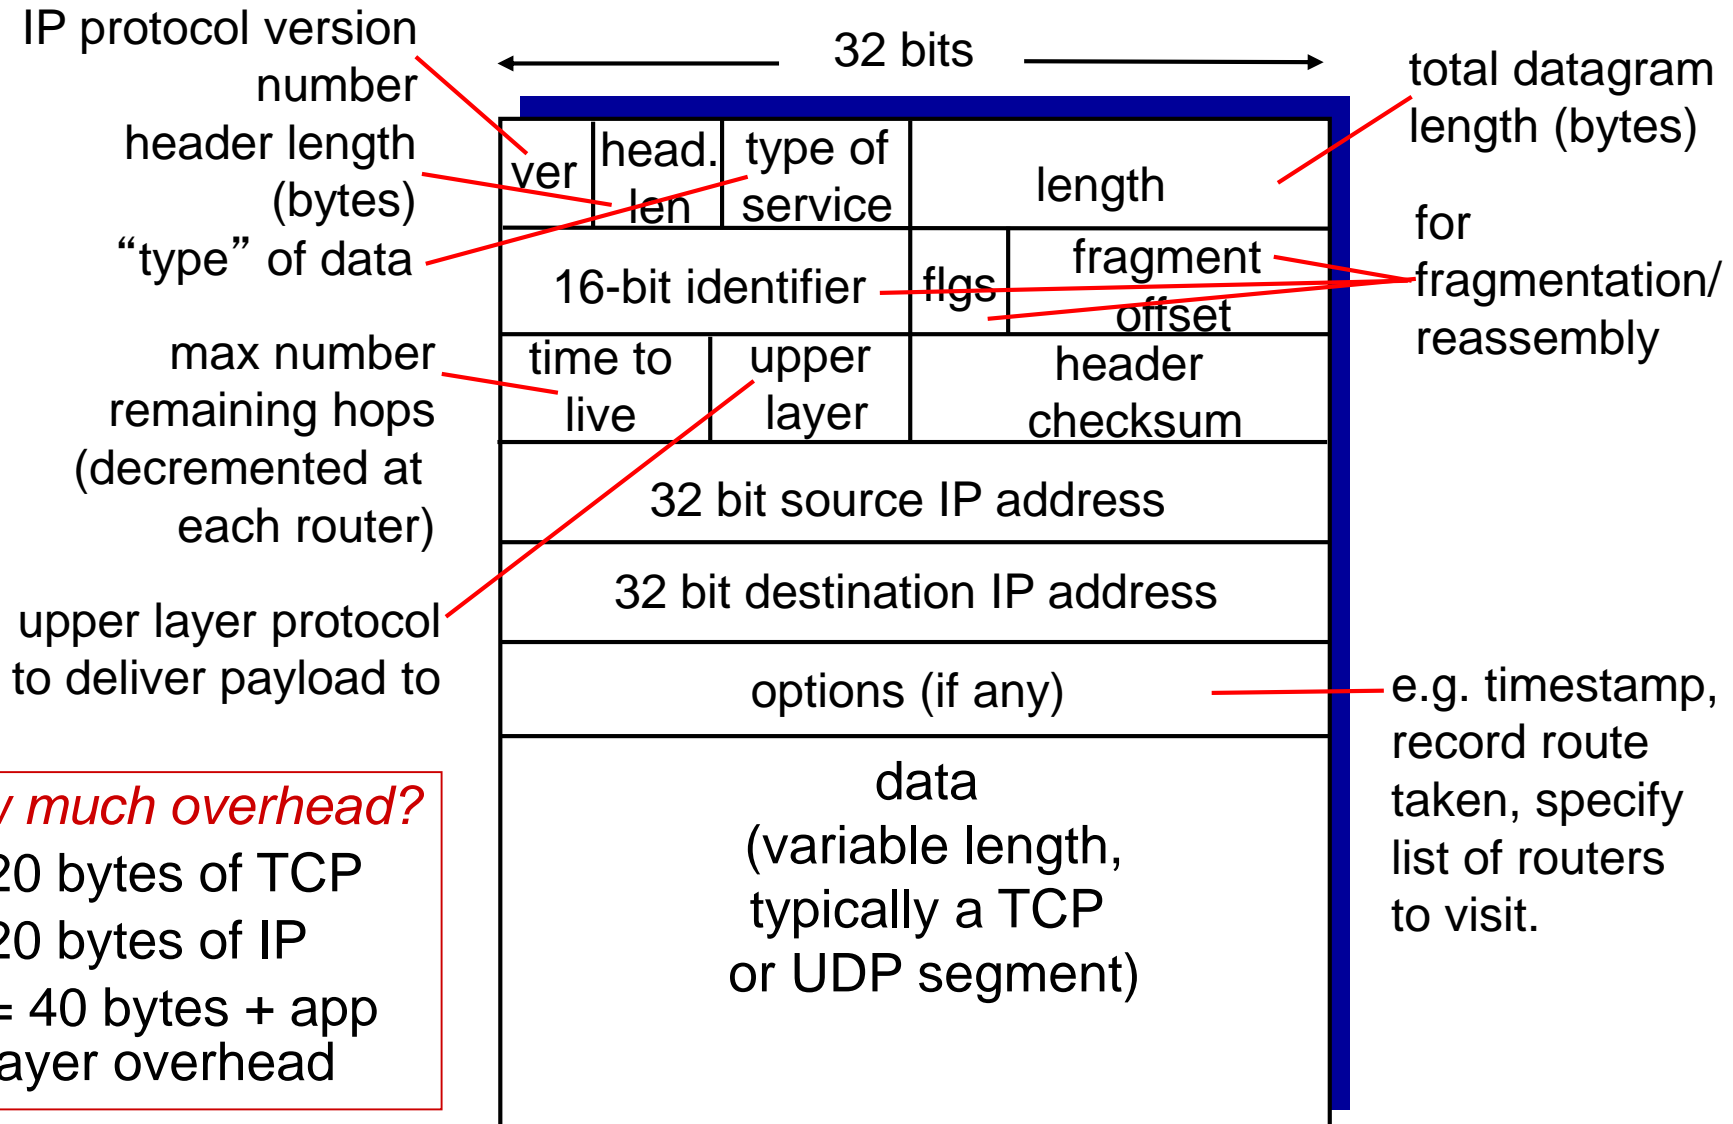 IP protocol version
number
header length
(bytes)
“type” of data
max number
remaining hops
(decremented at
each router)
upper layer protocol
to deliver payload to
32 bits
ver
head.
len
type of
service
length
16-bit identifier
flgs
fragment
offset
time to
live
upper
layer
header
checksum
32 bit source IP address
32 bit destination IP address
options (if any)
data
(variable length,
typically a TCP
or UDP segment)
total datagram
length (bytes)
for
fragmentation/
reassembly
e.g. timestamp,
record route
taken, specify
list of routers
to visit.
much overhead?
20 bytes of TCP
20 bytes of IP
= 40 bytes + app
ayer overhead